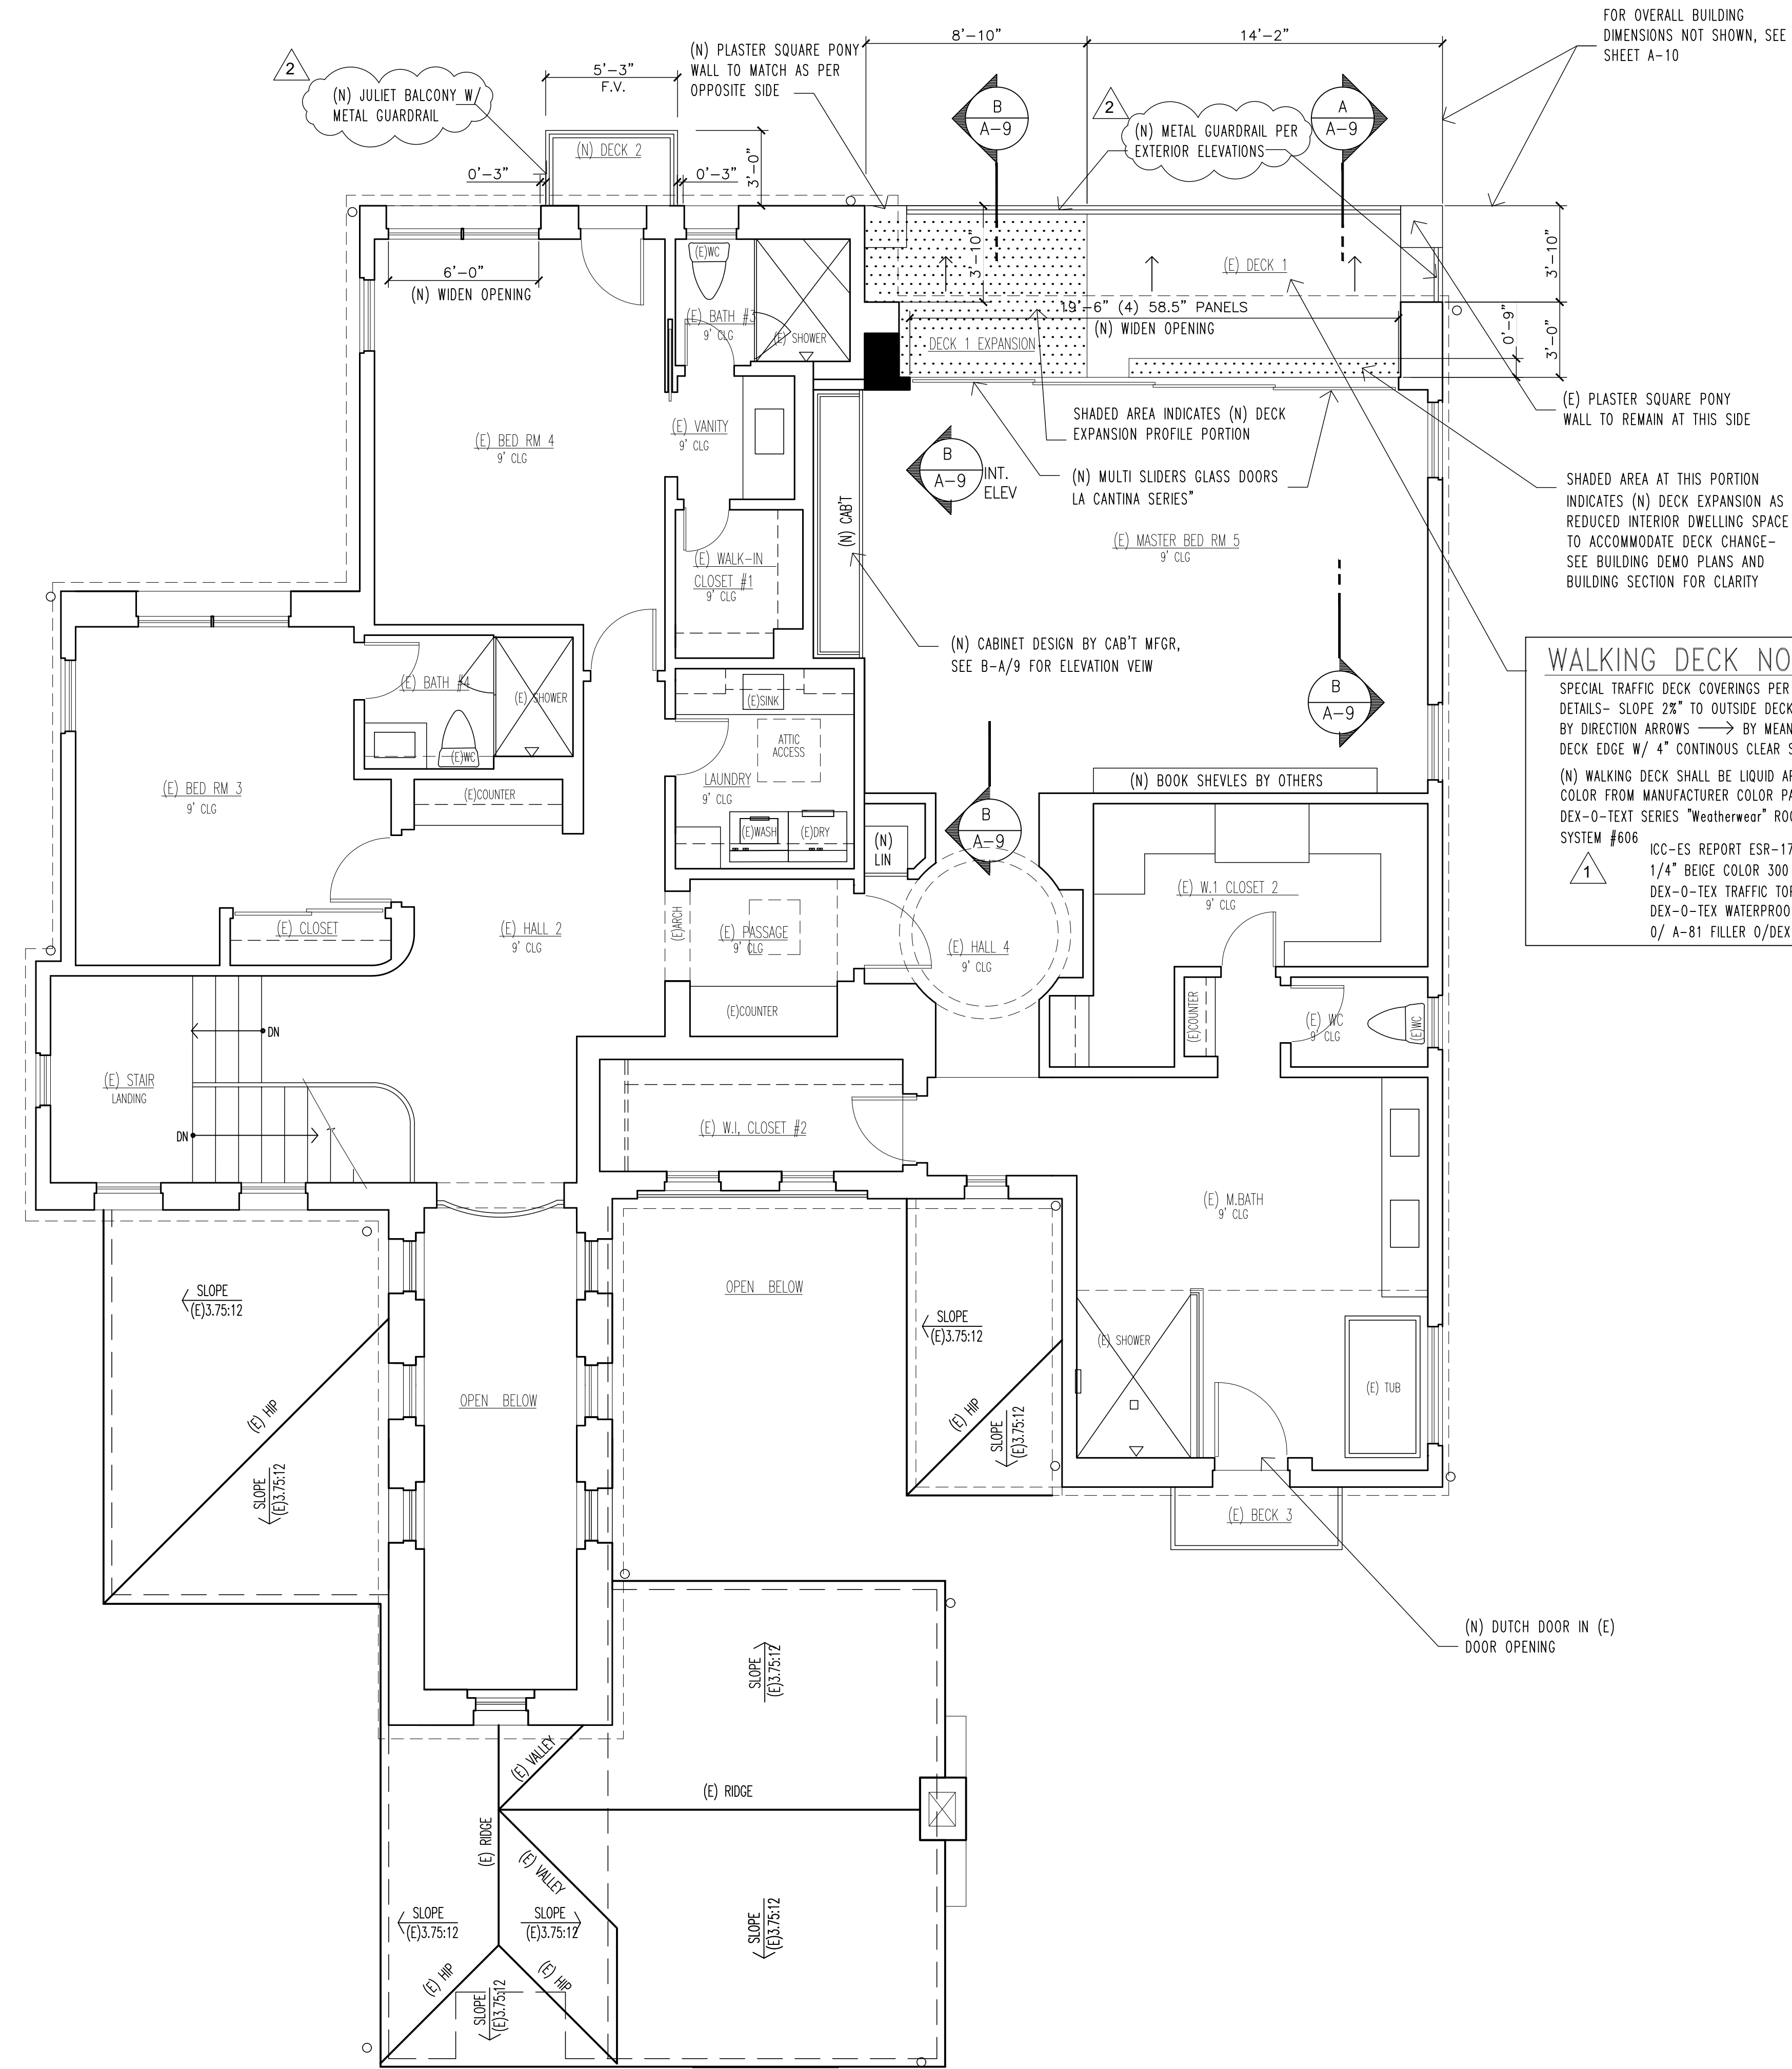 FOR OVERALL BUILDING
DIMENSIONS NOT SHOWN, SEE
SHEET A-10
8'-10"
14'-2"
2
(N) JULIET BALCONY W/
METAL GUARDRAIL
5'-3"
F.V.
(N) PLASTER SQUARE PONY
WALL TO MATCH AS PER
OPPOSITE SIDE
B
A-9
2
(N) METAL GUARDRAIL PER
EXTERIOR ELEVATIONS
A
A-9
(N) DECK 2
0'-3"
0'-3"
3'-0"
6'-0"
(N) WIDEN OPENING
(E)WC
(E) BATH #3
9' CLG
(E) SHOWER
3'-10"
(E) DECK 1
3'-10"
19'-6" (4) 58.5" PANELS
(N) WIDEN OPENING
DECK 1 EXPANSION
0'-9"
3'-0"
(E) PLASTER SQUARE PONY
WALL TO REMAIN AT THIS SIDE
SHADED AREA INDICATES (N) DECK
EXPANSION PROFILE PORTION
(E) BED RM 4
9' CLG
(E) VANITY
9' CLG
B
A-9
INT.
ELEV
(N) MULTI SLIDERS GLASS DOORS
LA CANTINA SERIES"
SHADED AREA AT THIS PORTION
INDICATES (N) DECK EXPANSION AS
REDUCED INTERIOR DWELLING SPACE
TO ACCOMMODATE DECK CHANGE-
SEE BUILDING DEMO PLANS AND
BUILDING SECTION FOR CLARITY
(N) CAB'T
(E) MASTER BED RM 5
9' CLG
(E) WALK-IN
CLOSET #1
9' CLG
(N) CABINET DESIGN BY CAB'T MFGR,
SEE B-A/9 FOR ELEVATION VEIW
WALKING DECK NO
SPECIAL TRAFFIC DECK COVERINGS PER
DETAILS- SLOPE 2%" TO OUTSIDE DECK
BY DIRECTION ARROWS BY MEAN
DECK EDGE W/ 4" CONTINOUS CLEAR S
(N) WALKING DECK SHALL BE LIQUID AP
COLOR FROM MANUFACTURER COLOR PA
DEX-O-TEXT SERIES "Weatherwear" ROO
SYSTEM #606
ICC-ES REPORT ESR-17
1
1/4" BEIGE COLOR 300
DEX-O-TEX TRAFFIC TOP
DEX-O-TEX WATERPROO
O/ A-81 FILLER O/DEX
(E) BATH #4
(E) SHOWER
(E)WC
(E)SINK
ATTIC
ACCESS
LAUNDRY
9' CLG
B
A-9
(E) BED RM 3
9' CLG
(E)COUNTER
(N) BOOK SHEVLES BY OTHERS
(E)WASH
(E)DRY
(N)
LIN
B
A-9
(E) W.1 CLOSET 2
9' CLG
(E) CLOSET
(E) HALL 2
9' CLG
(E)ARCH
(E) PASSAGE
9' CLG
(E) HALL 4
9' CLG
(E)COUNTER
(E)COUNTER
(E) WC
9' CLG
(E)WC
DN
(E) STAIR
LANDING
DN
(E) W.I, CLOSET #2
(E) M.BATH
9' CLG
SLOPE
(E)3.75:12
OPEN BELOW
SLOPE
(E)3.75:12
(E) SHOWER
(E) TUB
OPEN BELOW
(E) HIP
(E) HIP
SLOPE
(E)3.75:12
SLOPE
(E)3.75:12
(E) BECK 3
(N) DUTCH DOOR IN (E)
DOOR OPENING
SLOPE
(E)3.75:12
(E) VALLEY
(E) RIDGE
(E) RIDGE
(E) VALLEY
SLOPE
(E)3.75:12
SLOPE
(E)3.75:12
SLOPE
(E)3.75:12
(E) HIP
(E) HIP
SLOPE
(E)3.75:12